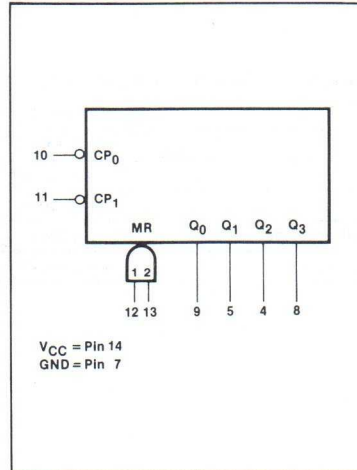 10 CP0
11 CP1
MR Q0 Q1 Q2 Q3
1 2
12 13 9 5 4 8
VCC = Pin 14
GND = Pin 7